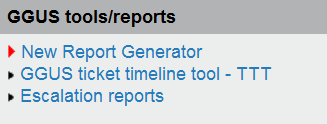 GGUS tools/reports
New Report Generator
GGUS ticket timeline tool - TTT
Escalation reports